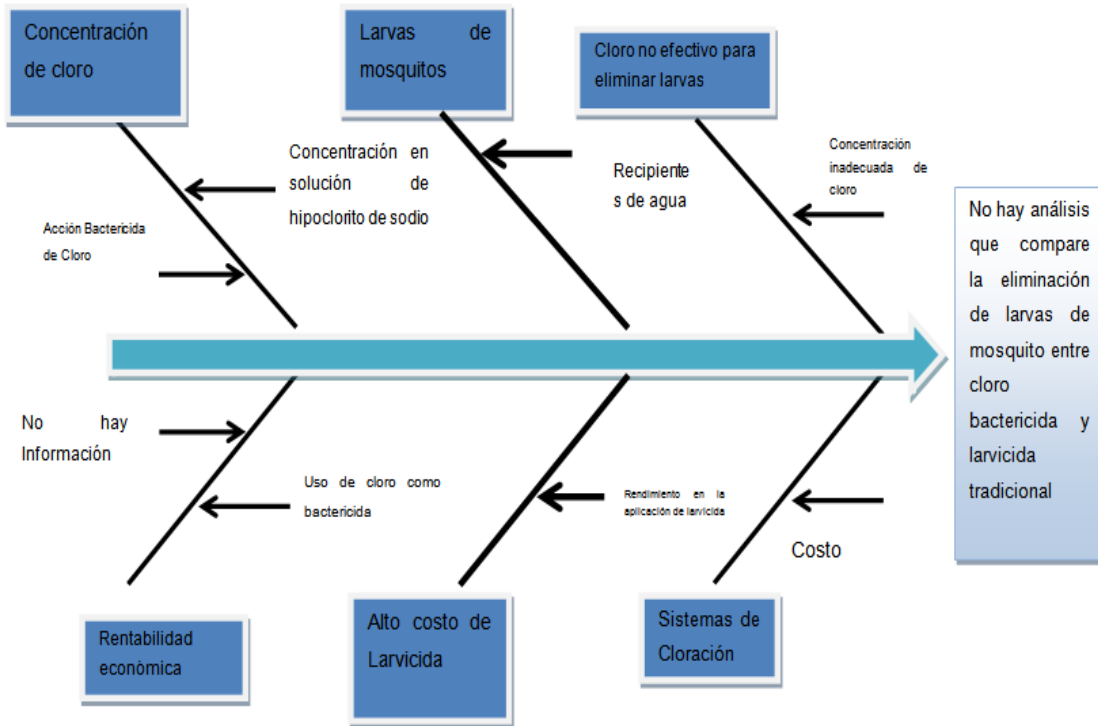 Concentración
de cloro
Larvas de
mosquitos
Cloro no efectivo para
eliminar larvas
Concentración en
solución de
hipoclorito de sodio
Acción Bactericida
de Cloro
Recipiente
s de agua
Concentración
inadecuada de
cloro
No hay análisis
que compare
la eliminación
de larvas de
mosquito entre
cloro
bactericida y
larvicida
tradicional
No hay
Información
Uso de cloro como
bactericida
Rendimiento en la
aplicación de larvicida
Costo
Rentabilidad
econòmica
Alto costo de
Larvicida
Sistemas de
Cloración